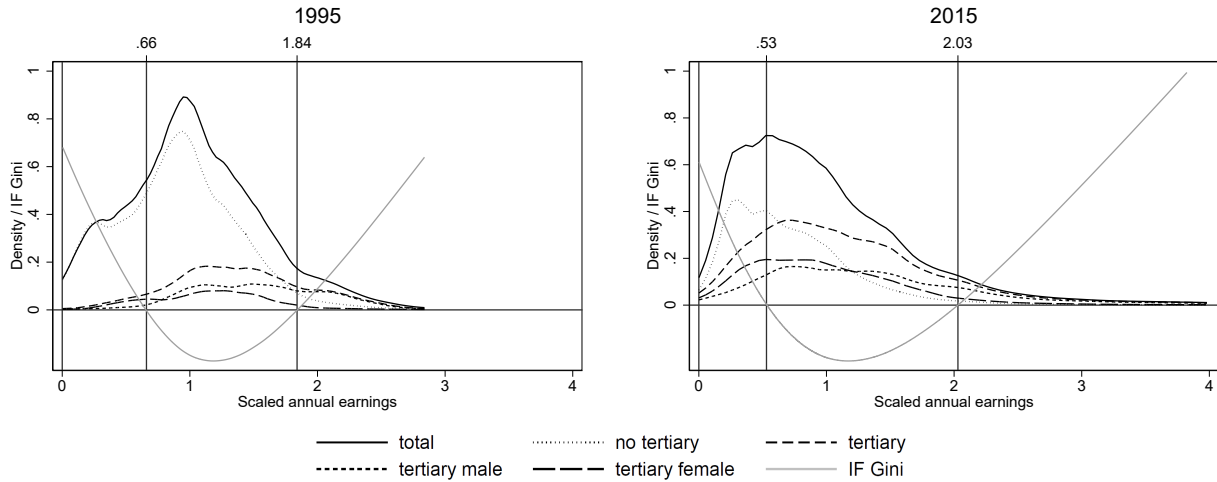 1995
.66 1.84
Density / IF Gini
1
.8
.6
.4
.2
0
0 1 2 3 4
Scaled annual earnings
2015
.53 2.03
Density / IF Gini
1
.8
.6
.4
.2
0
0 1 2 3 4
Scaled annual earnings
total no tertiary tertiary
tertiary male tertiary female IF Gini